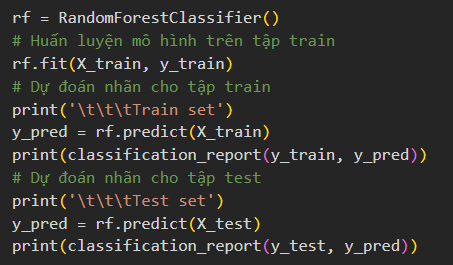 rf = RandomForestClassifier()
# Huấn luyện mô hình trên tập train
rf.fit(X_train, y_train)
# Dự đoán nhãn cho tập train
print('\t\t\tTrain set')
y_pred = rf.predict(X_train)
print(classification_report(y_train, y_pred))
# Dự đoán nhãn cho tập test
print('\t\t\tTest set')
y_pred = rf.predict(X_test)
print(classification_report(y_test, y_pred))